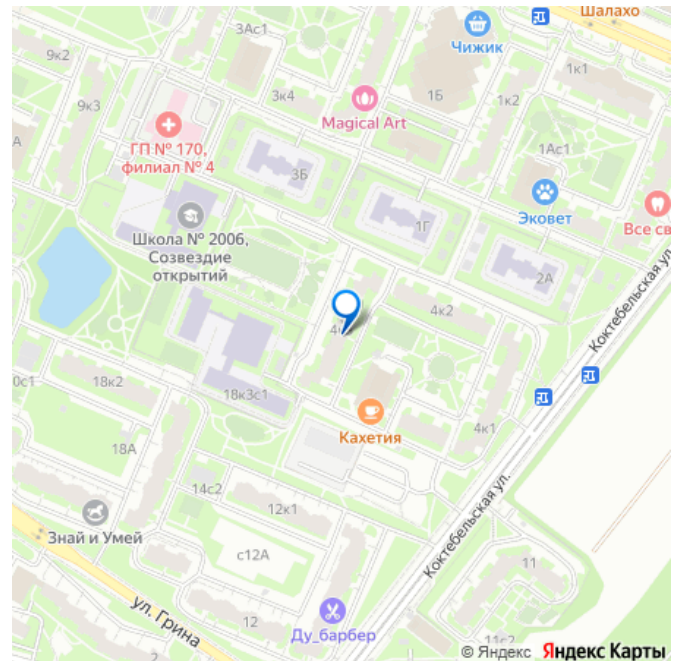 Шалахо
3Ас1
Чижик
9к2
1к1
3к4
1Б
1к2
9к3
Magical Art
А
ГП № 170,
филиал № 4
1Ас1
3Б
Эковет
Школа № 2006,
Созвездие
открытий
1Г
Все св
2А
Коктебельская ул.
4к2
0с1
18к2
18к3с1
Кахетия
4к1
18А
14с2
12к1
Знай и Умей
с12А
Коктебельская ул.
11
ул. Грина
12
Ду_барбер
11с2
© Яндекс Яндекс Карты